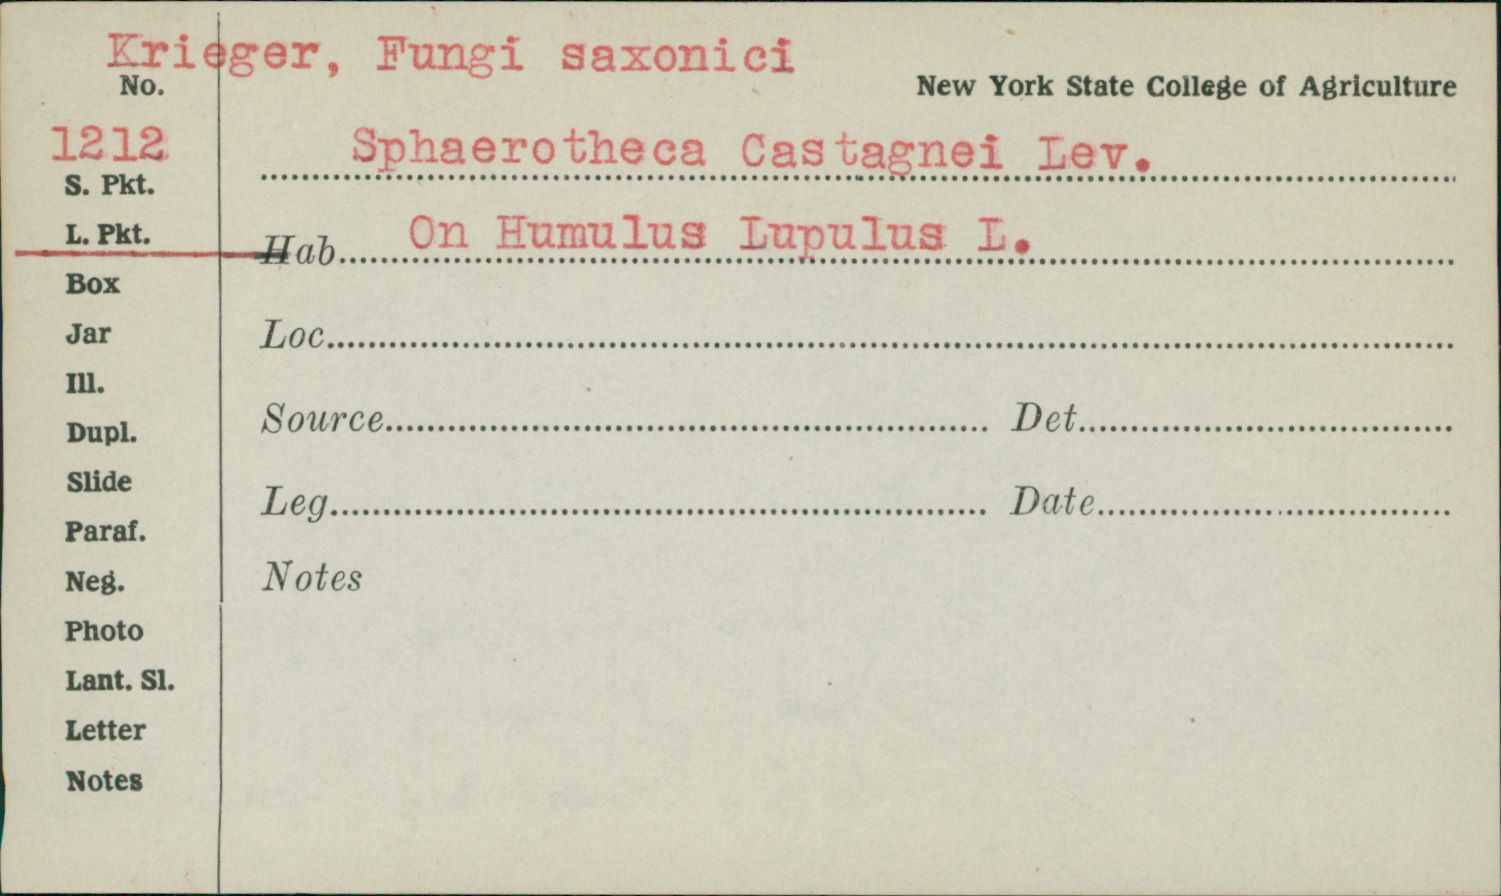 Krieger, Fungi saxonici
No.
New York State College of Agriculture
1212
Sphaerotheca Castagnei Lev.
S. Pkt.
L. Pkt.
Hab. On Humulus Lupulus L.
Box
Jar
Loc.
Ill.
Dupl.
Source Det.
Slide
Leg. Date
Paraf.
Neg.
Notes
Photo
Lant. Sl.
Letter
Notes